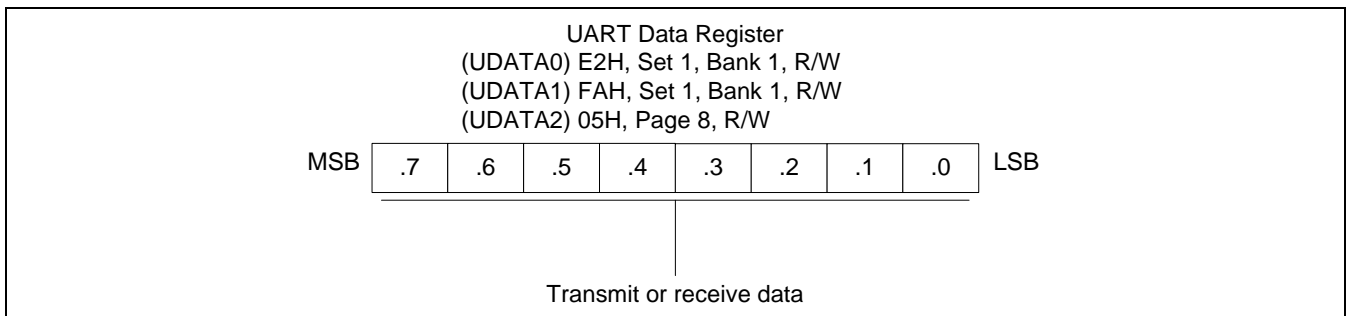 UART Data Register
(UDATA0) E2H, Set 1, Bank 1, R/W
(UDATA1) FAH, Set 1, Bank 1, R/W
(UDATA2) 05H, Page 8, R/W
MSB .7 .6 .5 .4 .3 .2 .1 .0 LSB
Transmit or receive data